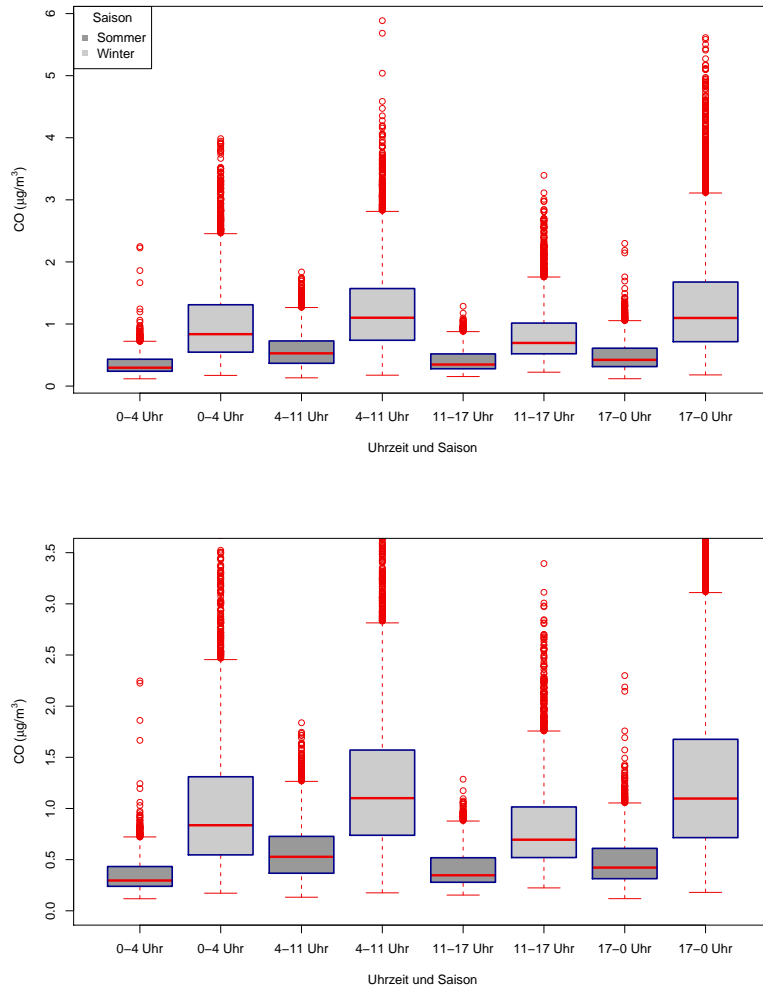 Saison
Sommer
Winter
CO (µg/m³)
0
1
2
3
4
5
6
0−4 Uhr 0−4 Uhr 4−11 Uhr 4−11 Uhr 11−17 Uhr 11−17 Uhr 17−0 Uhr 17−0 Uhr
Uhrzeit und Saison
CO (µg/m³)
0.0
0.5
1.0
1.5
2.0
2.5
3.0
3.5
0−4 Uhr 0−4 Uhr 4−11 Uhr 4−11 Uhr 11−17 Uhr 11−17 Uhr 17−0 Uhr 17−0 Uhr
Uhrzeit und Saison